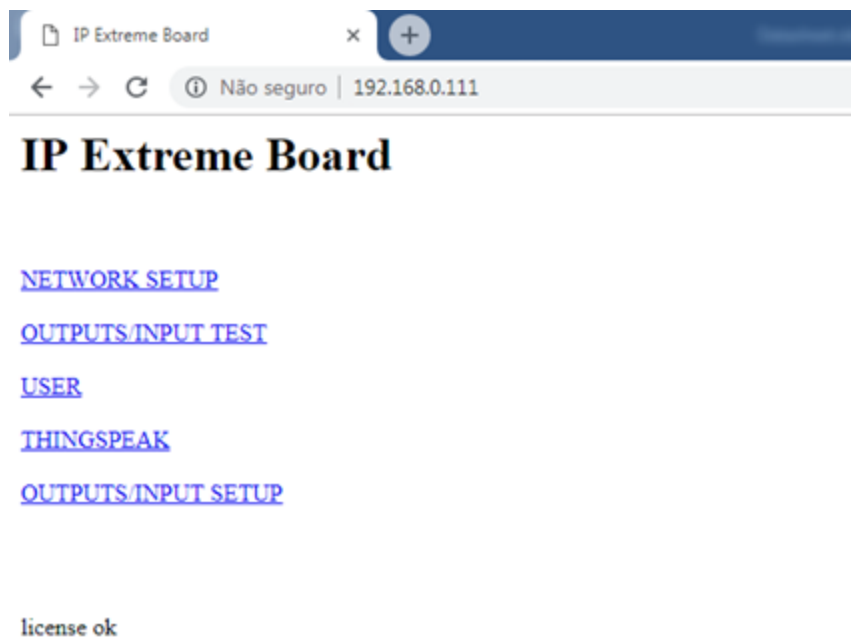 IP Extreme Board
Não seguro | 192.168.0.111
IP Extreme Board
NETWORK SETUP
OUTPUTS/INPUT TEST
USER
THINGSPEAK
OUTPUTS/INPUT SETUP
license ok